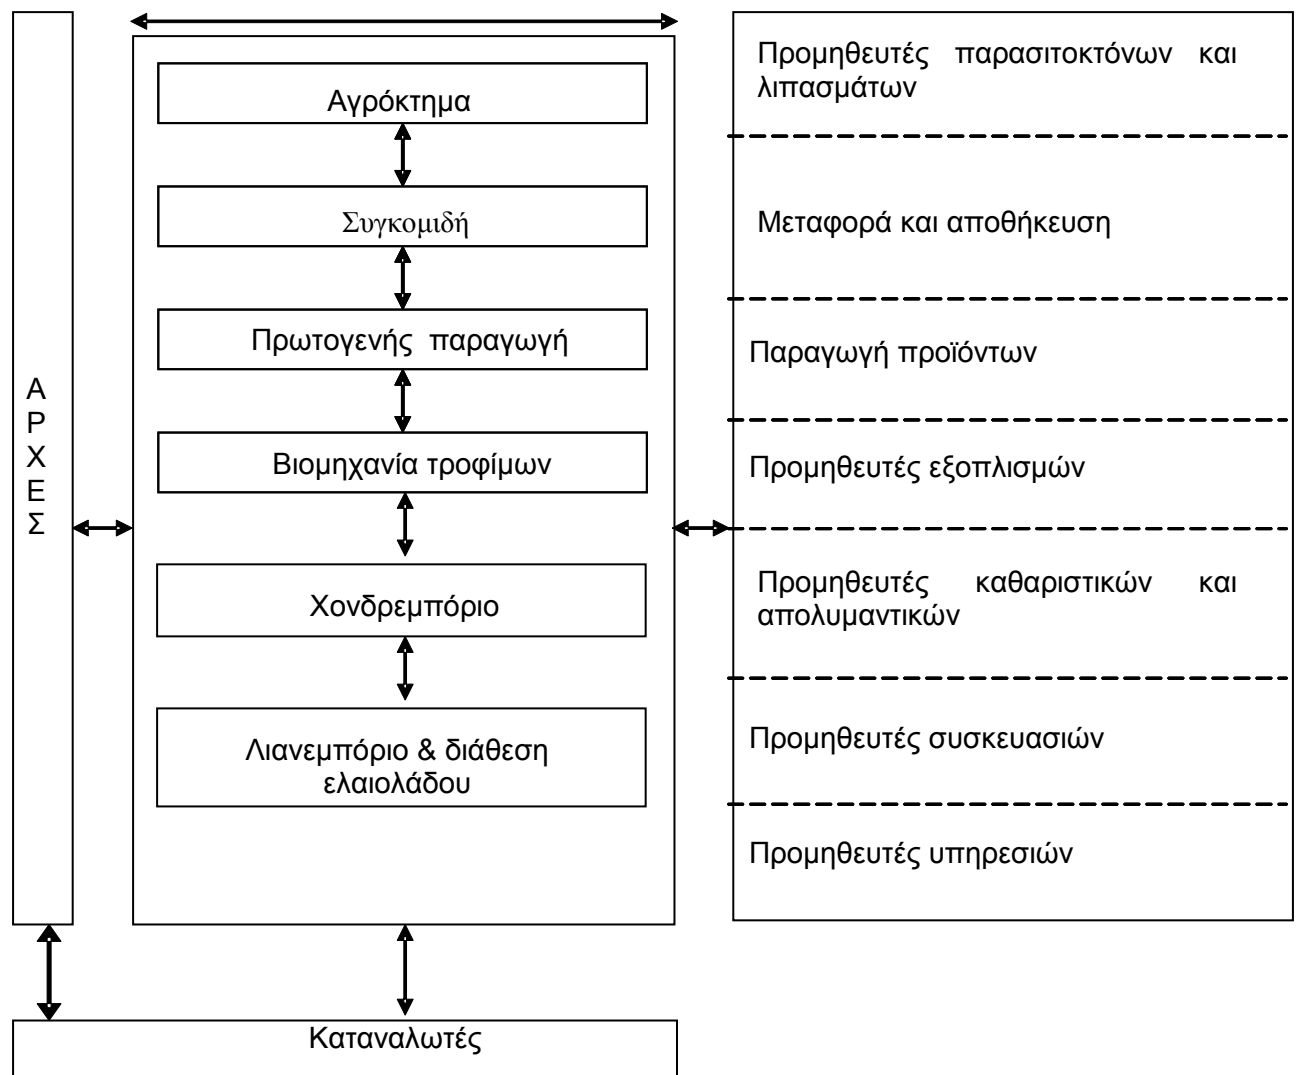 Α
Ρ
Χ
Ε
Σ
Αγρόκτημα
Συγκομιδή
Πρωτογενής παραγωγή
Βιομηχανία τροφίμων
Χονδρεμπόριο
Λιανεμπόριο & διάθεση
ελαιολάδου
Προμηθευτές παρασιτοκτόνων και
λιπασμάτων
Μεταφορά και αποθήκευση
Παραγωγή προϊόντων
Προμηθευτές εξοπλισμών
Προμηθευτές καθαριστικών και
απολυμαντικών
Προμηθευτές συσκευασιών
Προμηθευτές υπηρεσιών
Καταναλωτές